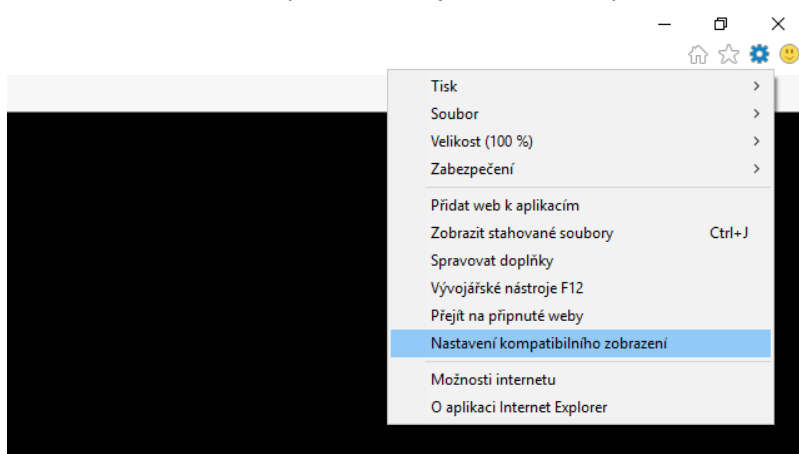 Tisk
Soubor
Velikost (100 %)
Zabezpečení
Přidat web k aplikacím
Zobrazit stahované soubory Ctrl+J
Spravovat doplňky
Vývojářské nástroje F12
Přejít na připnuté weby
Nastavení kompatibilního zobrazení
Možnosti internetu
O aplikaci Internet Explorer